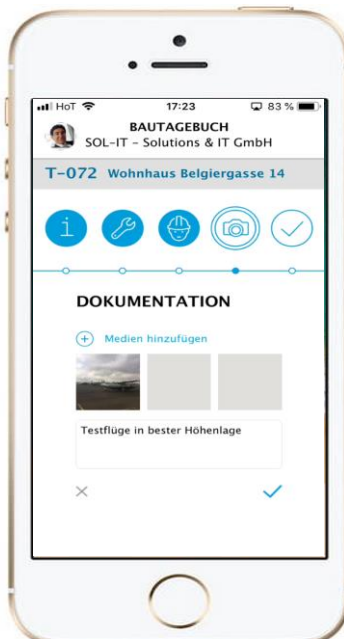 HoT 17:23 83 %
BAUTAGEBUCH
SOL-IT – Solutions & IT GmbH
T-072 Wohnhaus Belgiergasse 14
i
DOKUMENTATION
+ Medien hinzufügen
Testflüge in bester Höhenlage